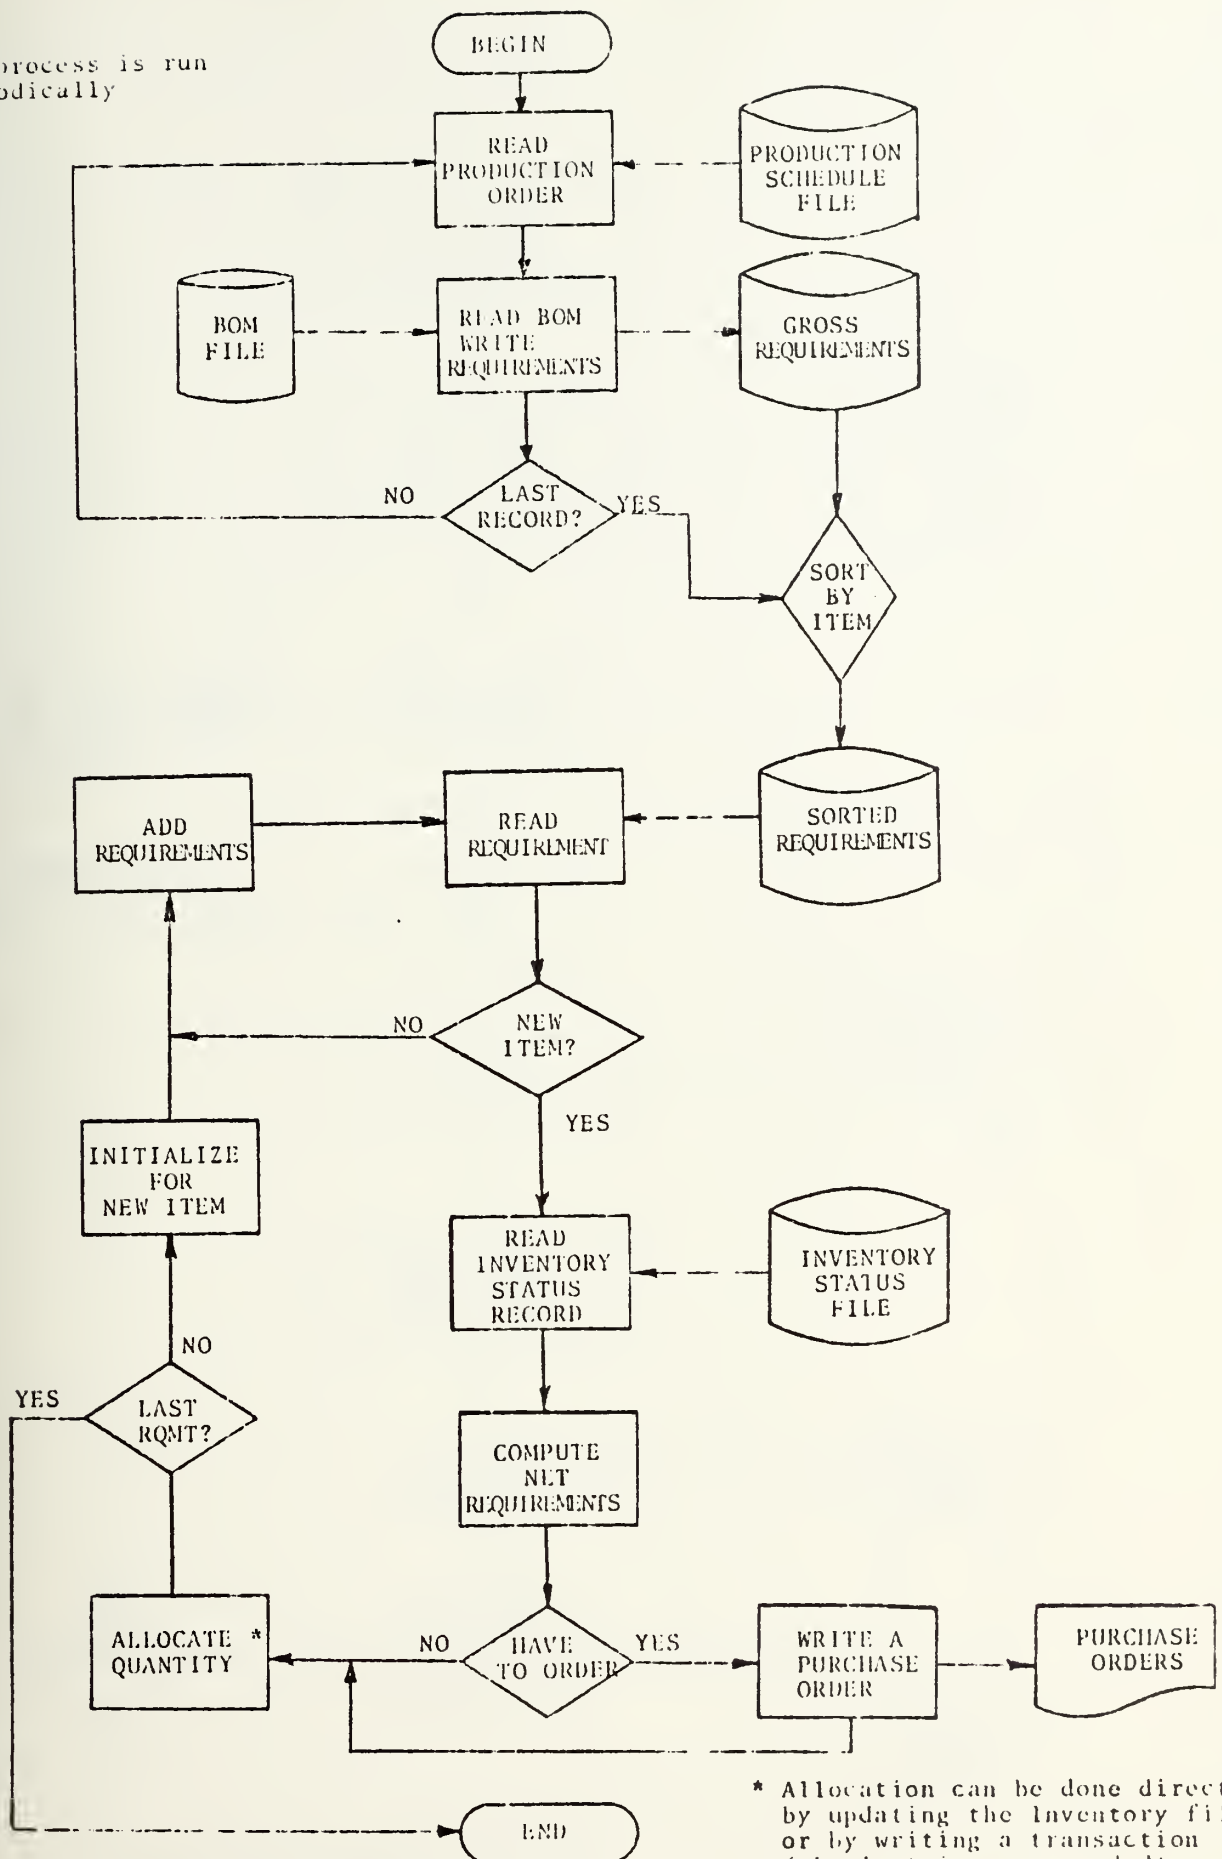 process is run
odically
BEGIN
READ
PRODUCTION
ORDER
PRODUCTION
SCHEDULE
FILE
BOM
FILE
READ BOM
WRITE
REQUIREMENTS
GROSS
REQUIREMENTS
NO
LAST
RECORD?
YES
SORT
BY
ITEM
ADD
REQUIREMENTS
READ
REQUIREMENT
SORTED
REQUIREMENTS
NO
NEW
ITEM?
YES
INITIALIZE
FOR
NEW ITEM
READ
INVENTORY
STATUS
RECORD
INVENTORY
STATUS
FILE
NO
YES
LAST
RQMT?
COMPUTE
NET
REQUIREMENTS
ALLOCATE *
QUANTITY
NO
HAVE
TO ORDER
YES
WRITE A
PURCHASE
ORDER
PURCHASE
ORDERS
END
* Allocation can be done direct
by updating the Inventory fi
or by writing a transaction